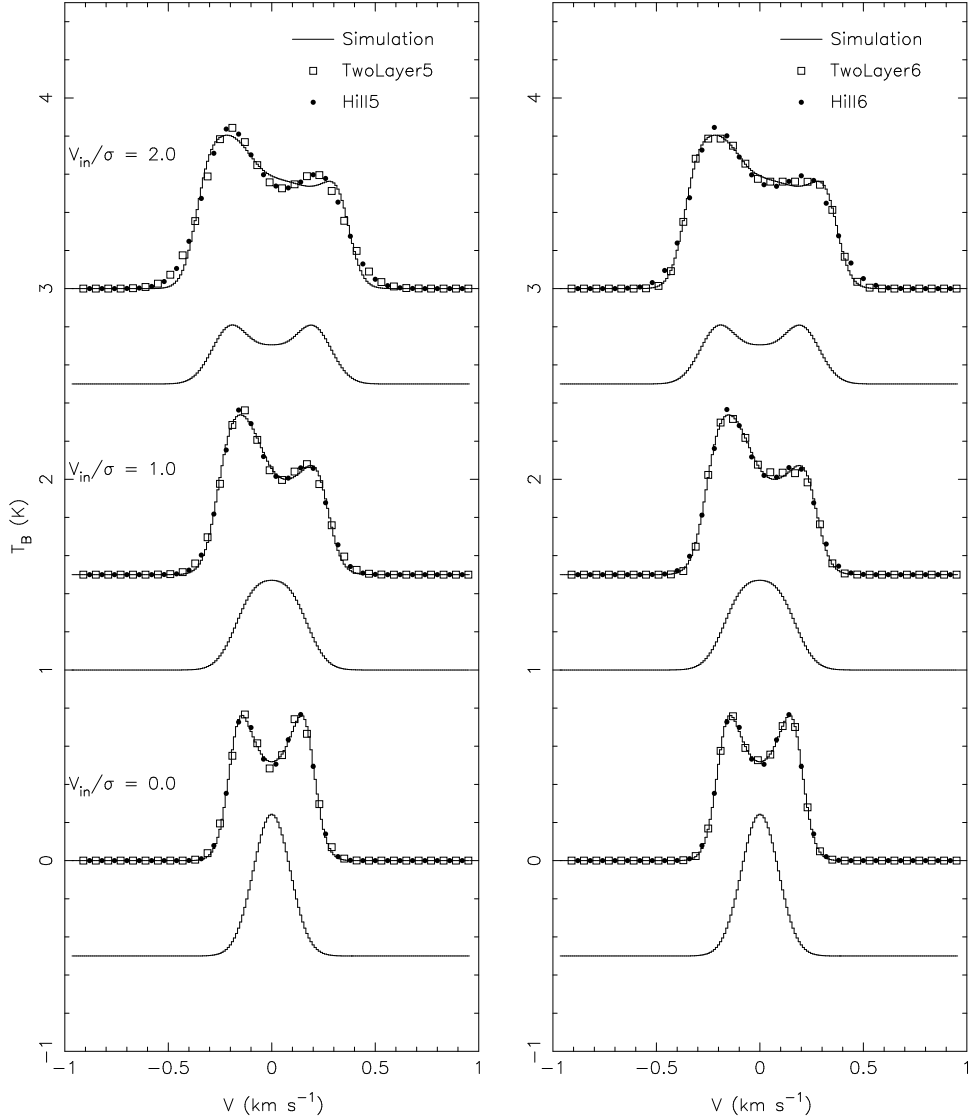 Simulation
TwoLayer5
Hill5
V_in/σ = 2.0
V_in/σ = 1.0
V_in/σ = 0.0
T_B (K)
4
3
2
1
0
−1
−1
−0.5
0
0.5
1
V (km s⁻¹)
Simulation
TwoLayer6
Hill6
4
3
2
1
0
−1
−1
−0.5
0
0.5
1
V (km s⁻¹)